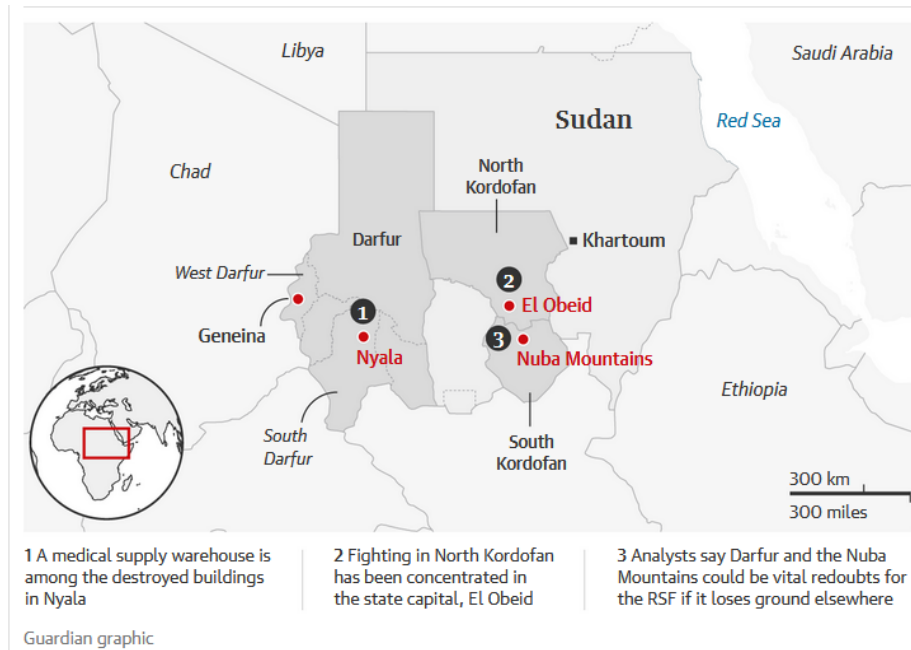 Libya
Saudi Arabia
Sudan
Red Sea
Chad
North
Kordofan
Darfur
Khartoum
West Darfur
2
El Obeid
1
Geneina
3
Nyala
Nuba Mountains
Ethiopia
South
Darfur
South
Kordofan
300 km
300 miles
1 A medical supply warehouse is
among the destroyed buildings
in Nyala
2 Fighting in North Kordofan
has been concentrated in
the state capital, El Obeid
3 Analysts say Darfur and the Nuba
Mountains could be vital redoubts for
the RSF if it loses ground elsewhere
Guardian graphic